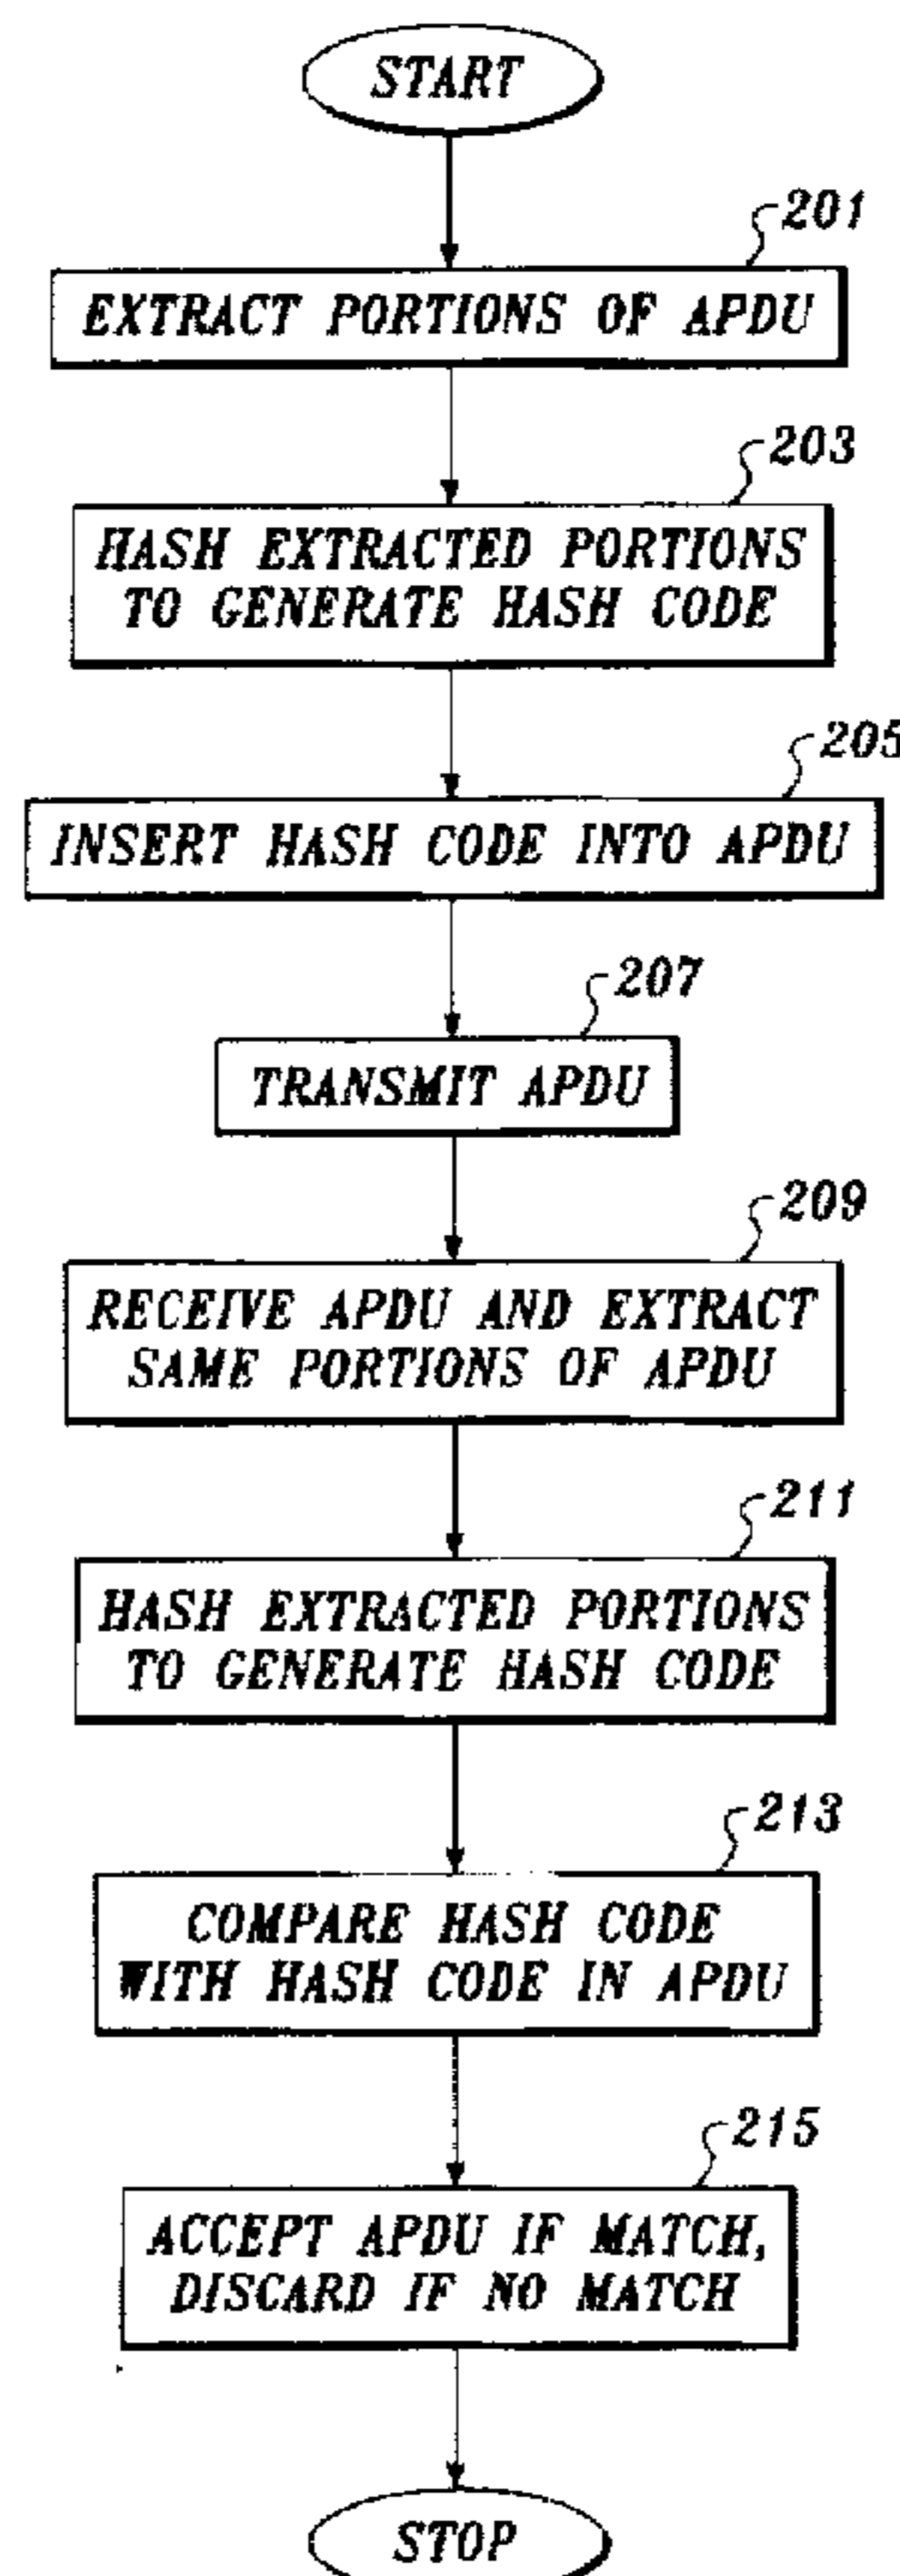 START
201
EXTRACT PORTIONS OF APDU
203
HASH EXTRACTED PORTIONS
TO GENERATE HASH CODE
205
INSERT HASH CODE INTO APDU
207
TRANSMIT APDU
209
RECEIVE APDU AND EXTRACT
SAME PORTIONS OF APDU
211
HASH EXTRACTED PORTIONS
TO GENERATE HASH CODE
213
COMPARE HASH CODE
WITH HASH CODE IN APDU
215
ACCEPT APDU IF MATCH,
DISCARD IF NO MATCH
STOP